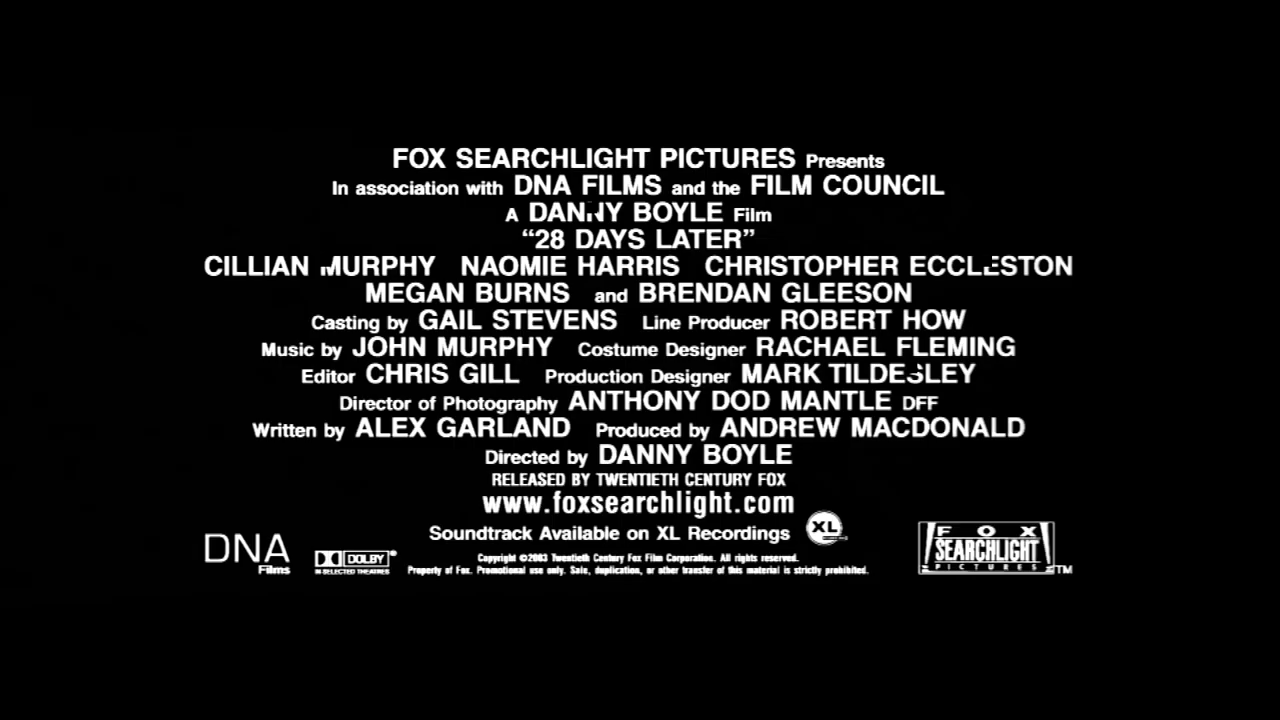 FOX SEARCHLIGHT PICTURES Presents
In association with DNA FILMS and the FILM COUNCIL
A DANNY BOYLE Film
“28 DAYS LATER”
CILLIAN MURPHY NAOMIE HARRIS CHRISTOPHER ECCLESTON
MEGAN BURNS and BRENDAN GLEESON
Casting by GAIL STEVENS Line Producer ROBERT HOW
Music by JOHN MURPHY Costume Designer RACHAEL FLEMING
Editor CHRIS GILL Production Designer MARK TILDESLEY
Director of Photography ANTHONY DOD MANTLE DFF
Written by ALEX GARLAND Produced by ANDREW MACDONALD
Directed by DANNY BOYLE
RELEASED BY TWENTIETH CENTURY FOX
www.foxsearchlight.com
Soundtrack Available on XL Recordings XL
DNA Films
DOLBY® IN SELECTED THEATRES
Copyright ©2003 Twentieth Century Fox Film Corporation. All rights reserved.
Property of Fox. Promotional use only. Sale, duplication, or other transfer of this material is strictly prohibited.
FOX
SEARCHLIGHT
PICTURES TM